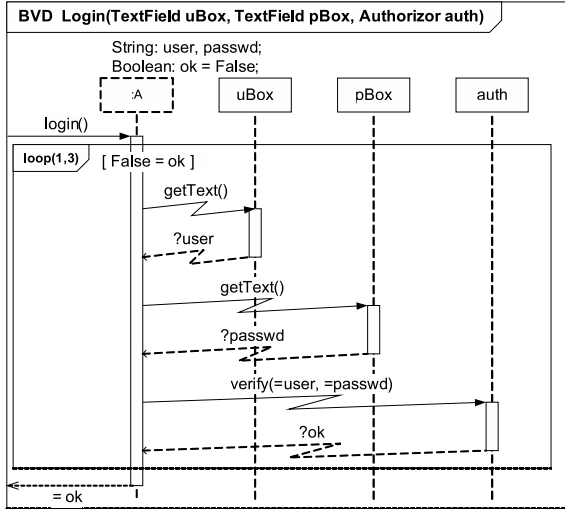 BVD  Login(TextField uBox, TextField pBox, Authorizor auth)
String: user, passwd;
Boolean: ok = False;
:A
uBox
pBox
auth
login()
loop(1,3)
[ False = ok ]
getText()
?user
getText()
?passwd
verify(=user, =passwd)
?ok
= ok